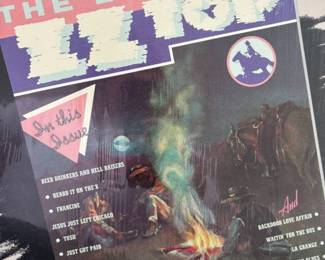 THE
ZZ TOP
In this
Issue
BEER DRINKERS AND HELL RAISERS
• HEARD IT ON THE X
• FRANCINE
JESUS JUST LEFT CHICAGO
• TUSH
• JUST GOT PAID
And
BACKDOOR LOVE AFFAIR •
WAITIN' FOR THE BUS
LA GRANGE •
BLUES •